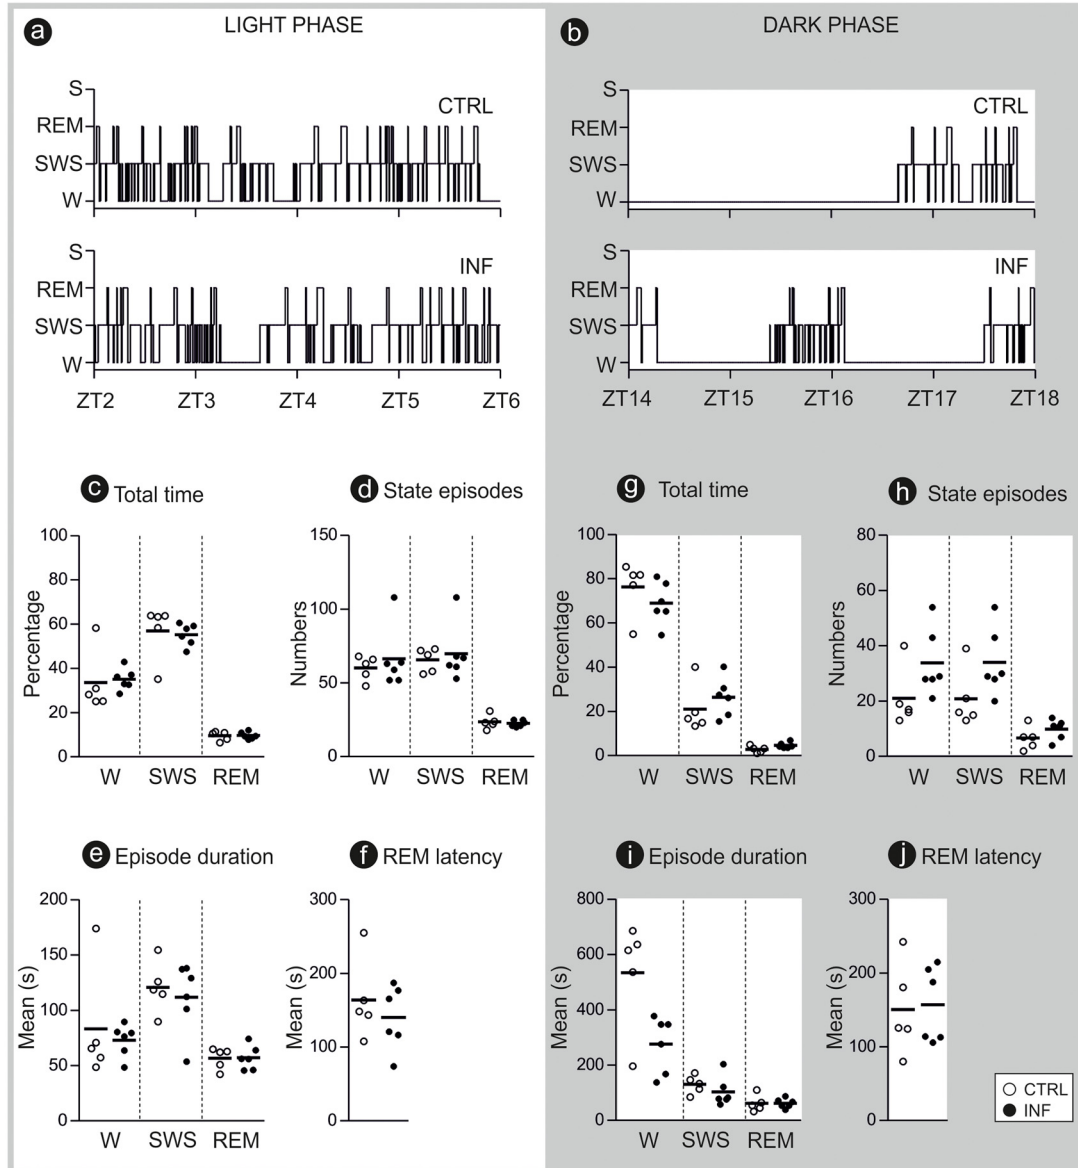 a LIGHT PHASE
S
CTRL
REM
SWS
W
S
INF
REM
SWS
W
ZT2 ZT3 ZT4 ZT5 ZT6
b DARK PHASE
S
CTRL
REM
SWS
W
S
INF
REM
SWS
W
ZT14 ZT15 ZT16 ZT17 ZT18
c Total time
Percentage
100
80
60
40
20
0
W SWS REM
d State episodes
Numbers
150
100
50
0
W SWS REM
e Episode duration
Mean (s)
200
150
100
50
0
W SWS REM
f REM latency
Mean (s)
300
200
100
0
g Total time
Percentage
100
80
60
40
20
0
W SWS REM
h State episodes
Numbers
80
60
40
20
0
W SWS REM
i Episode duration
Mean (s)
800
600
400
200
0
W SWS REM
j REM latency
Mean (s)
300
200
100
0
CTRL
INF